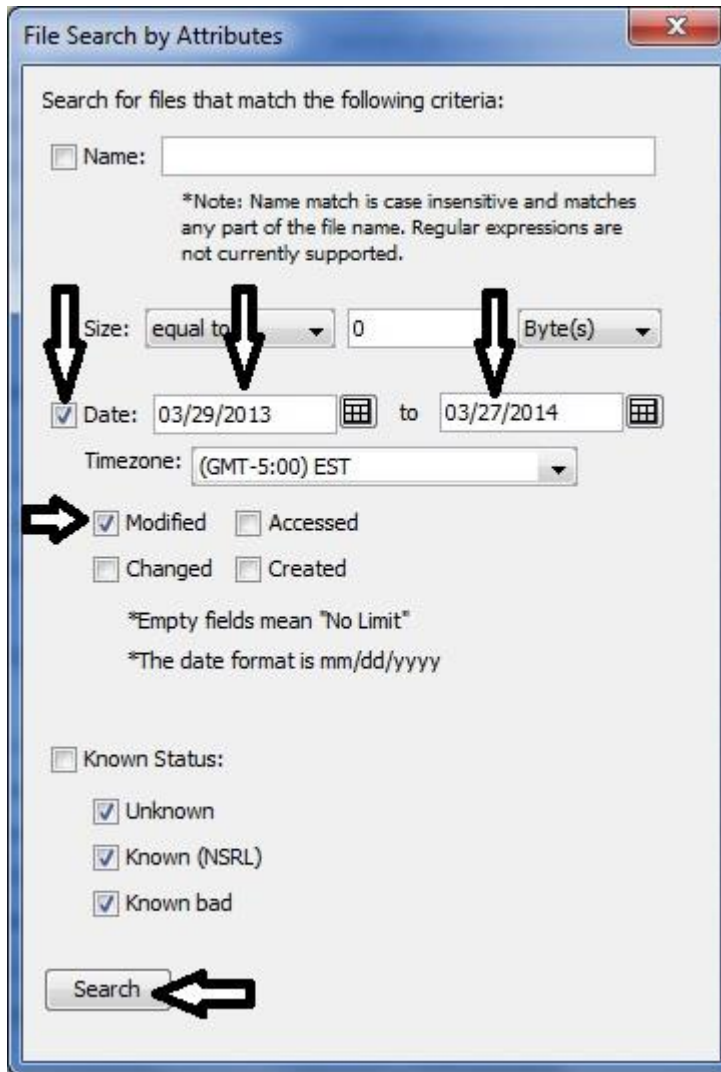 File Search by Attributes
Search for files that match the following criteria:
Name:
*Note: Name match is case insensitive and matches
any part of the file name. Regular expressions are
not currently supported.
Size: equal to 0 Byte(s)
Date: 03/29/2013 to 03/27/2014
Timezone: (GMT-5:00) EST
Modified Accessed
Changed Created
*Empty fields mean "No Limit"
*The date format is mm/dd/yyyy
Known Status:
Unknown
Known (NSRL)
Known bad
Search